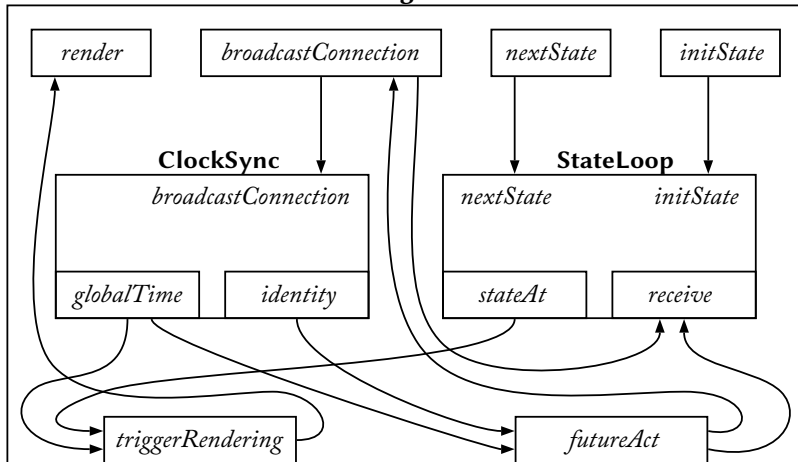 render broadcastConnection nextState initState
ClockSync StateLoop
broadcastConnection nextState initState
globalTime identity stateAt receive
triggerRendering futureAct